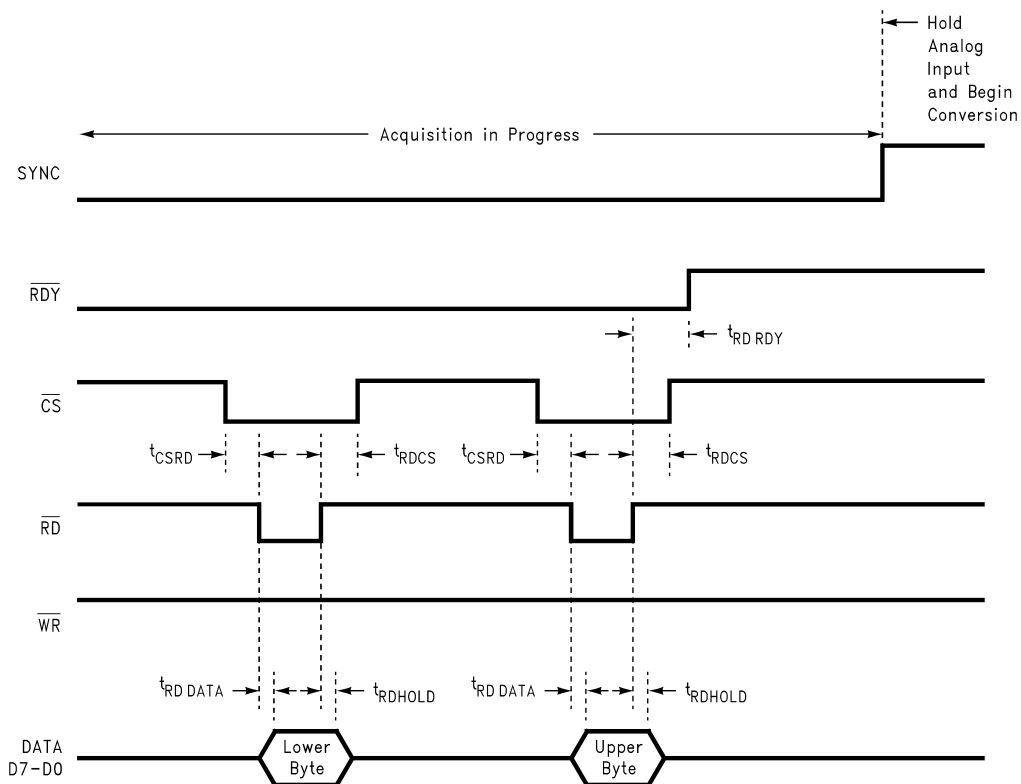 Hold
Analog
Input
and Begin
Conversion
Acquisition in Progress
SYNC
RDY
tRD RDY
CS
tCSRD
tRDCS
tCSRD
tRDCS
RD
WR
tRD DATA
tRDHOLD
tRD DATA
tRDHOLD
DATA
D7-D0
Lower
Byte
Upper
Byte